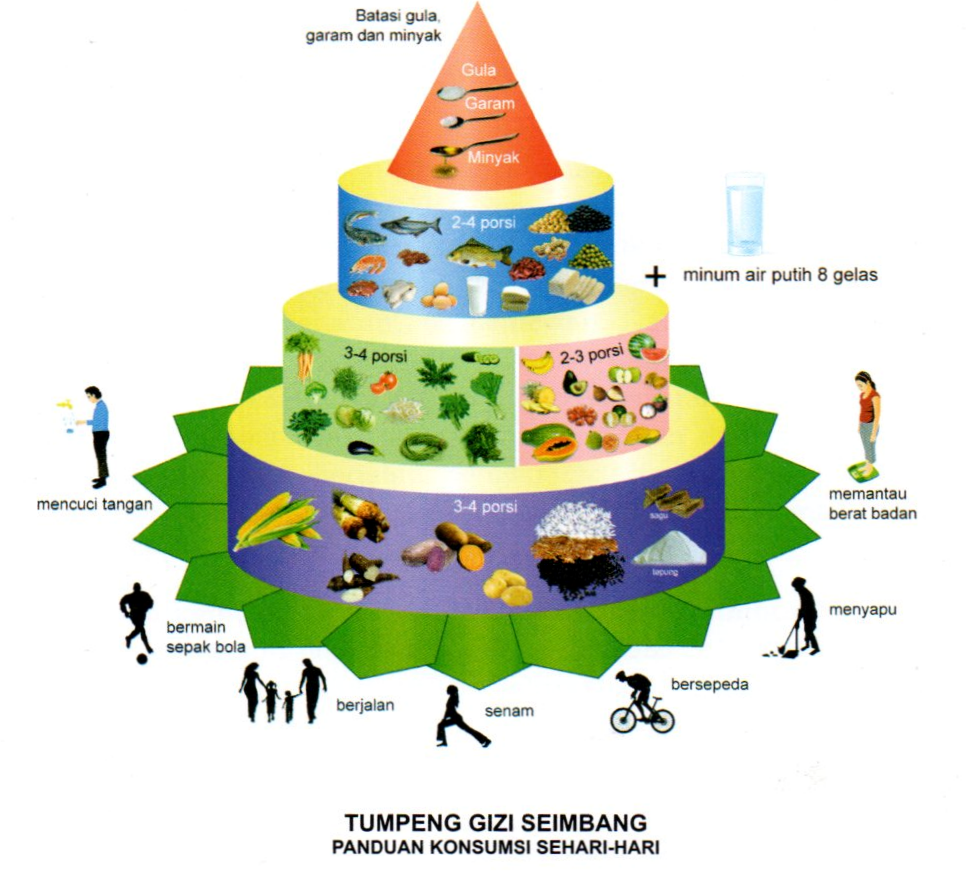 Batasi gula,
garam dan minyak
Gula
Garam
Minyak
2-4 porsi
+ minum air putih 8 gelas
3-4 porsi
2-3 porsi
mencuci tangan
3-4 porsi
sagu
tepung
memantau
berat badan
bermain
sepak bola
menyapu
berjalan
senam
bersepeda
TUMPENG GIZI SEIMBANG
PANDUAN KONSUMSI SEHARI-HARI